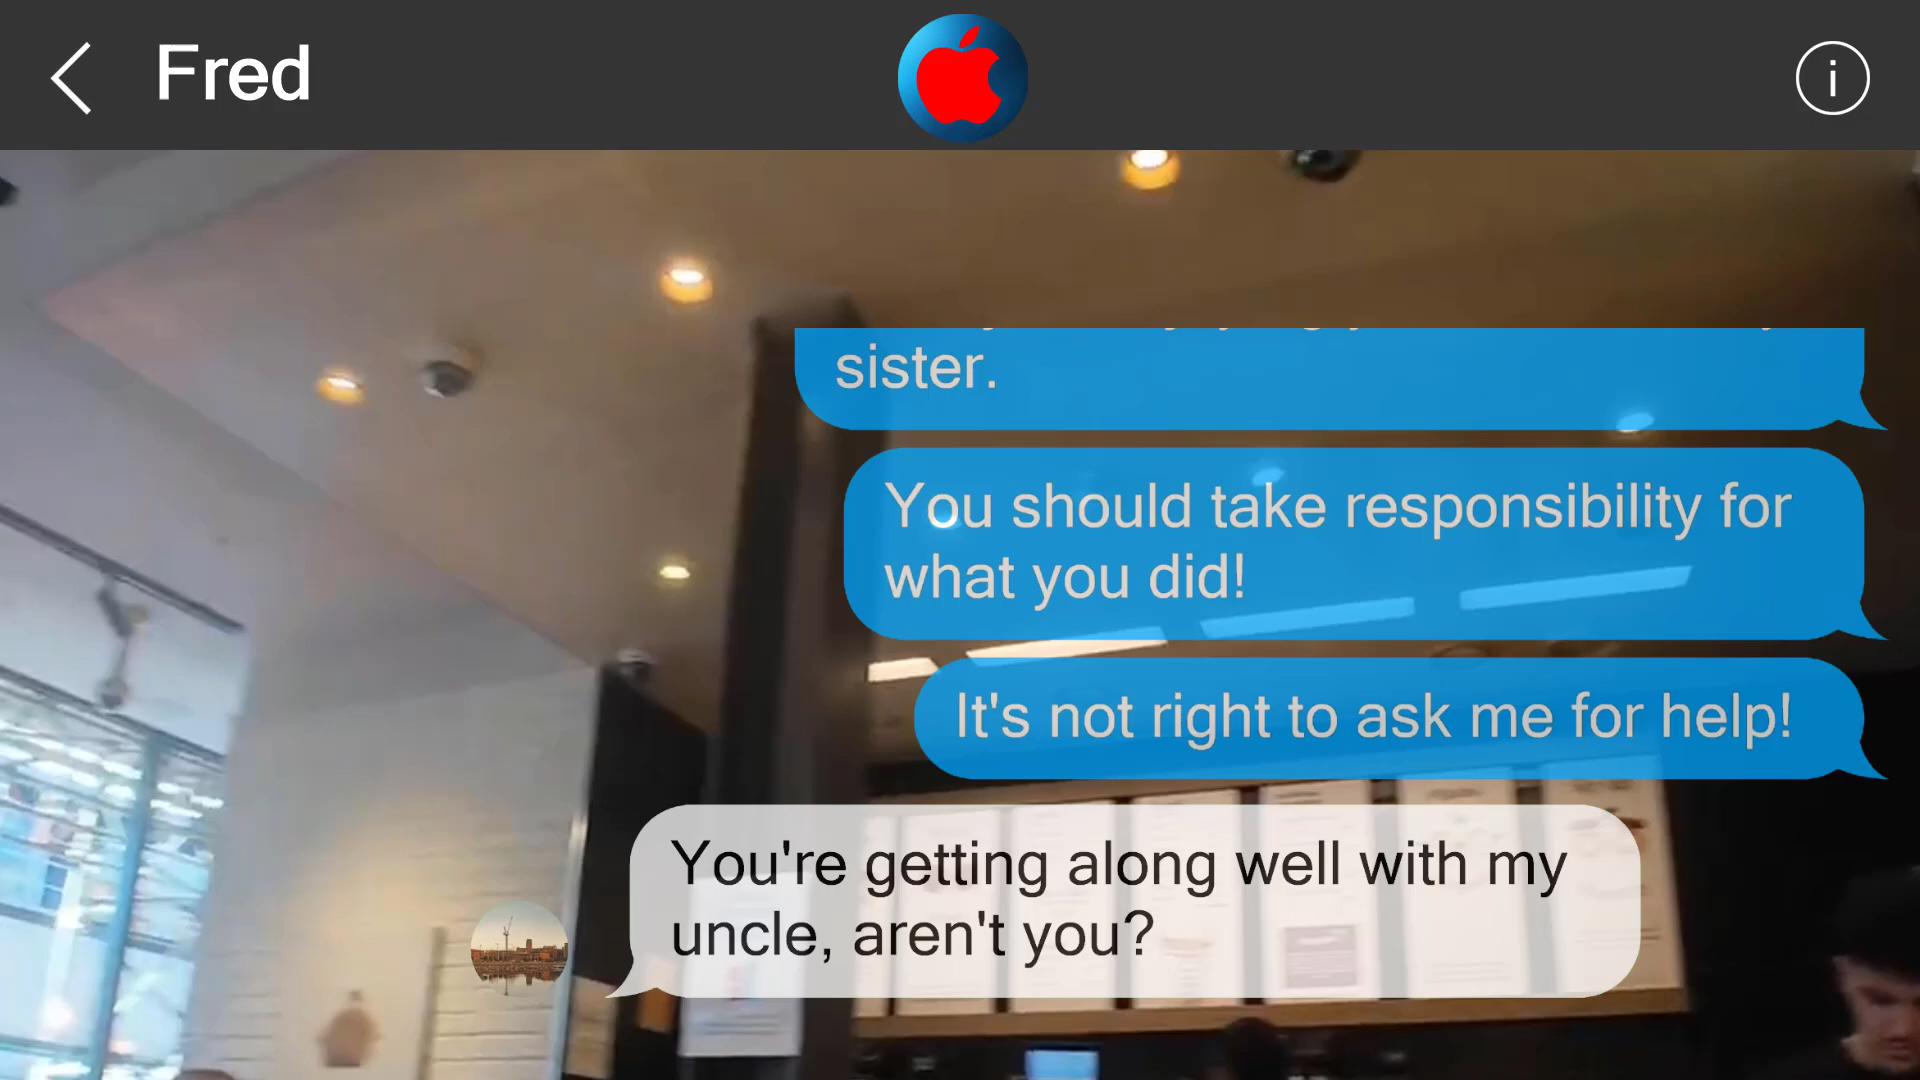 Fred
sister.
You should take responsibility for
what you did!
It's not right to ask me for help!
You're getting along well with my
uncle, aren't you?